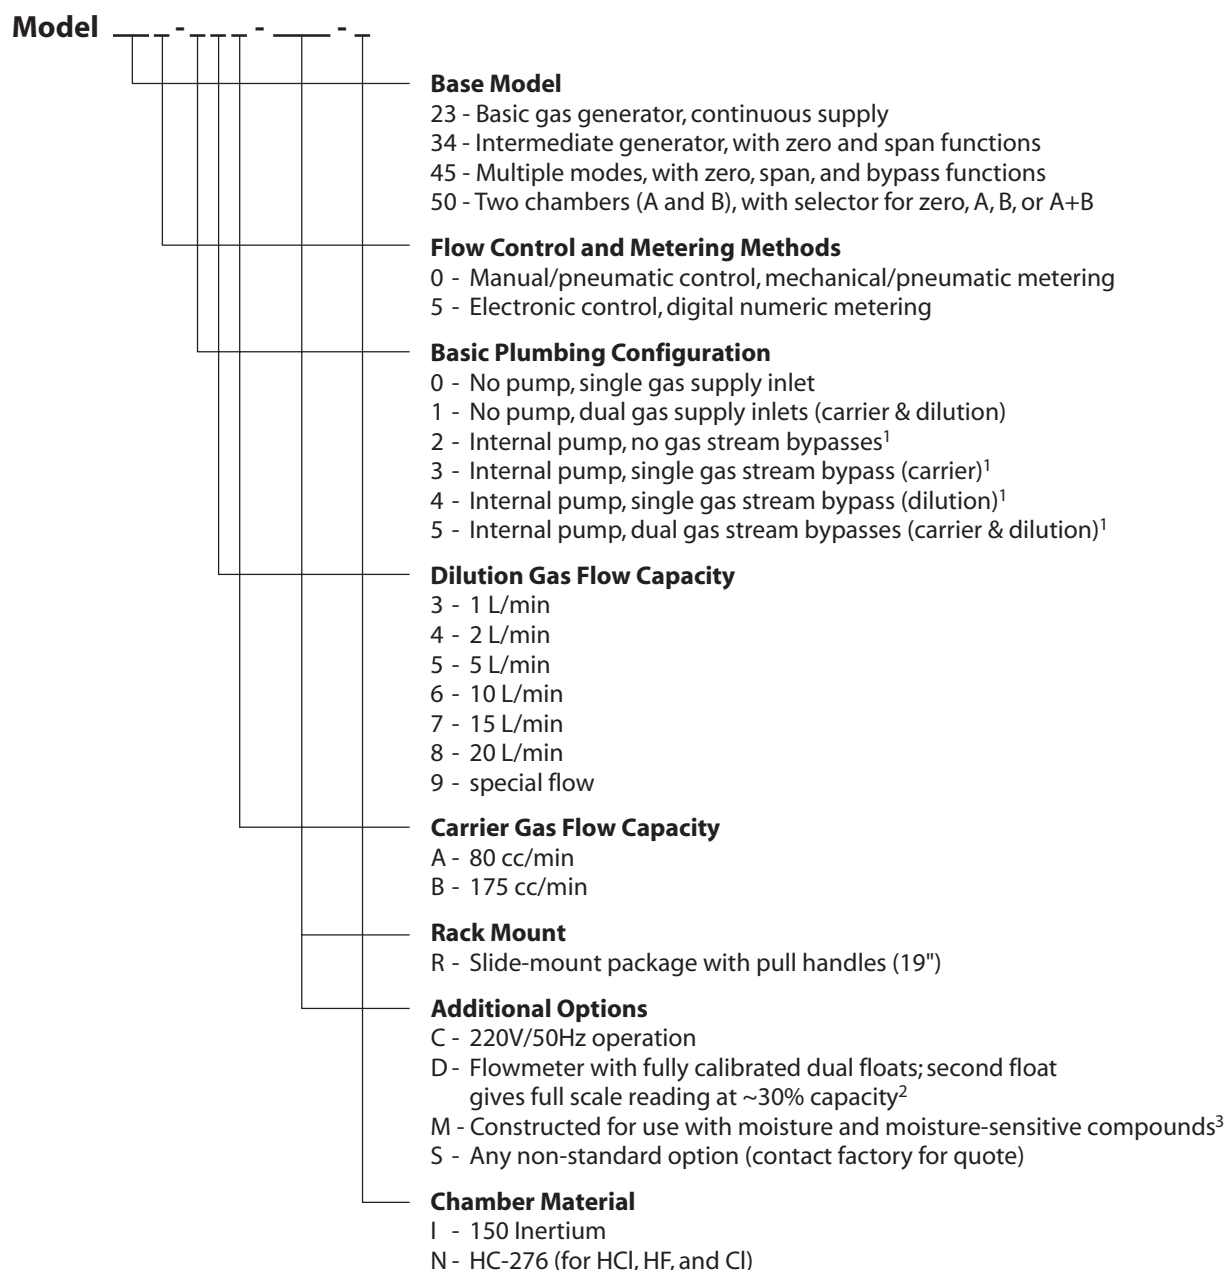 Model __ _ - _ _ _ - ___ - _
Base Model
23 - Basic gas generator, continuous supply
34 - Intermediate generator, with zero and span functions
45 - Multiple modes, with zero, span, and bypass functions
50 - Two chambers (A and B), with selector for zero, A, B, or A+B
Flow Control and Metering Methods
0 - Manual/pneumatic control, mechanical/pneumatic metering
5 - Electronic control, digital numeric metering
Basic Plumbing Configuration
0 - No pump, single gas supply inlet
1 - No pump, dual gas supply inlets (carrier & dilution)
2 - Internal pump, no gas stream bypasses¹
3 - Internal pump, single gas stream bypass (carrier)¹
4 - Internal pump, single gas stream bypass (dilution)¹
5 - Internal pump, dual gas stream bypasses (carrier & dilution)¹
Dilution Gas Flow Capacity
3 - 1 L/min
4 - 2 L/min
5 - 5 L/min
6 - 10 L/min
7 - 15 L/min
8 - 20 L/min
9 - special flow
Carrier Gas Flow Capacity
A - 80 cc/min
B - 175 cc/min
Rack Mount
R - Slide-mount package with pull handles (19")
Additional Options
C - 220V/50Hz operation
D - Flowmeter with fully calibrated dual floats; second float
gives full scale reading at ~30% capacity²
M - Constructed for use with moisture and moisture-sensitive compounds³
S - Any non-standard option (contact factory for quote)
Chamber Material
I - 150 Inertium
N - HC-276 (for HCl, HF, and Cl)